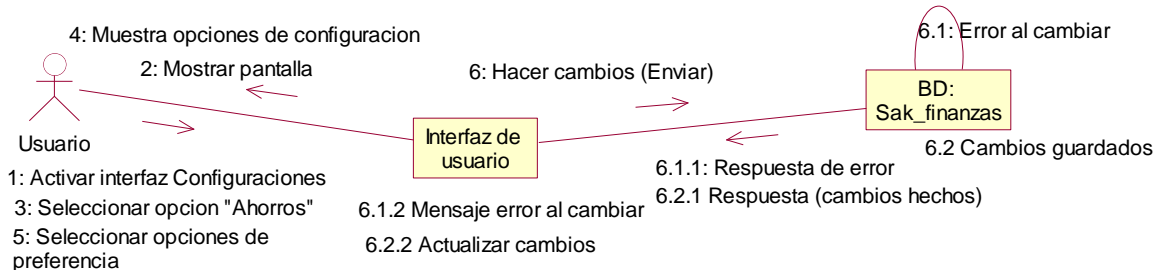 4: Muestra opciones de configuracion
2: Mostrar pantalla
Usuario
1: Activar interfaz Configuraciones
3: Seleccionar opcion "Ahorros"
5: Seleccionar opciones de
preferencia
Interfaz de
usuario
6.1.2 Mensaje error al cambiar
6.2.2 Actualizar cambios
6: Hacer cambios (Enviar)
6.1: Error al cambiar
BD:
Sak_finanzas
6.2 Cambios guardados
6.1.1: Respuesta de error
6.2.1 Respuesta (cambios hechos)